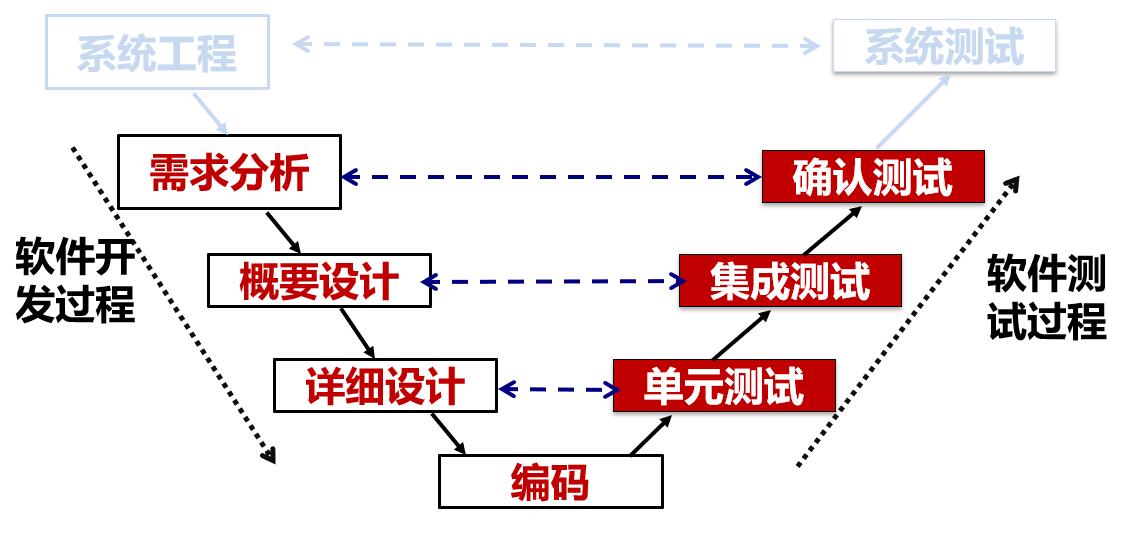 系统工程
系统测试
需求分析
确认测试
软件开
发过程
概要设计
集成测试
软件测
试过程
详细设计
单元测试
编码